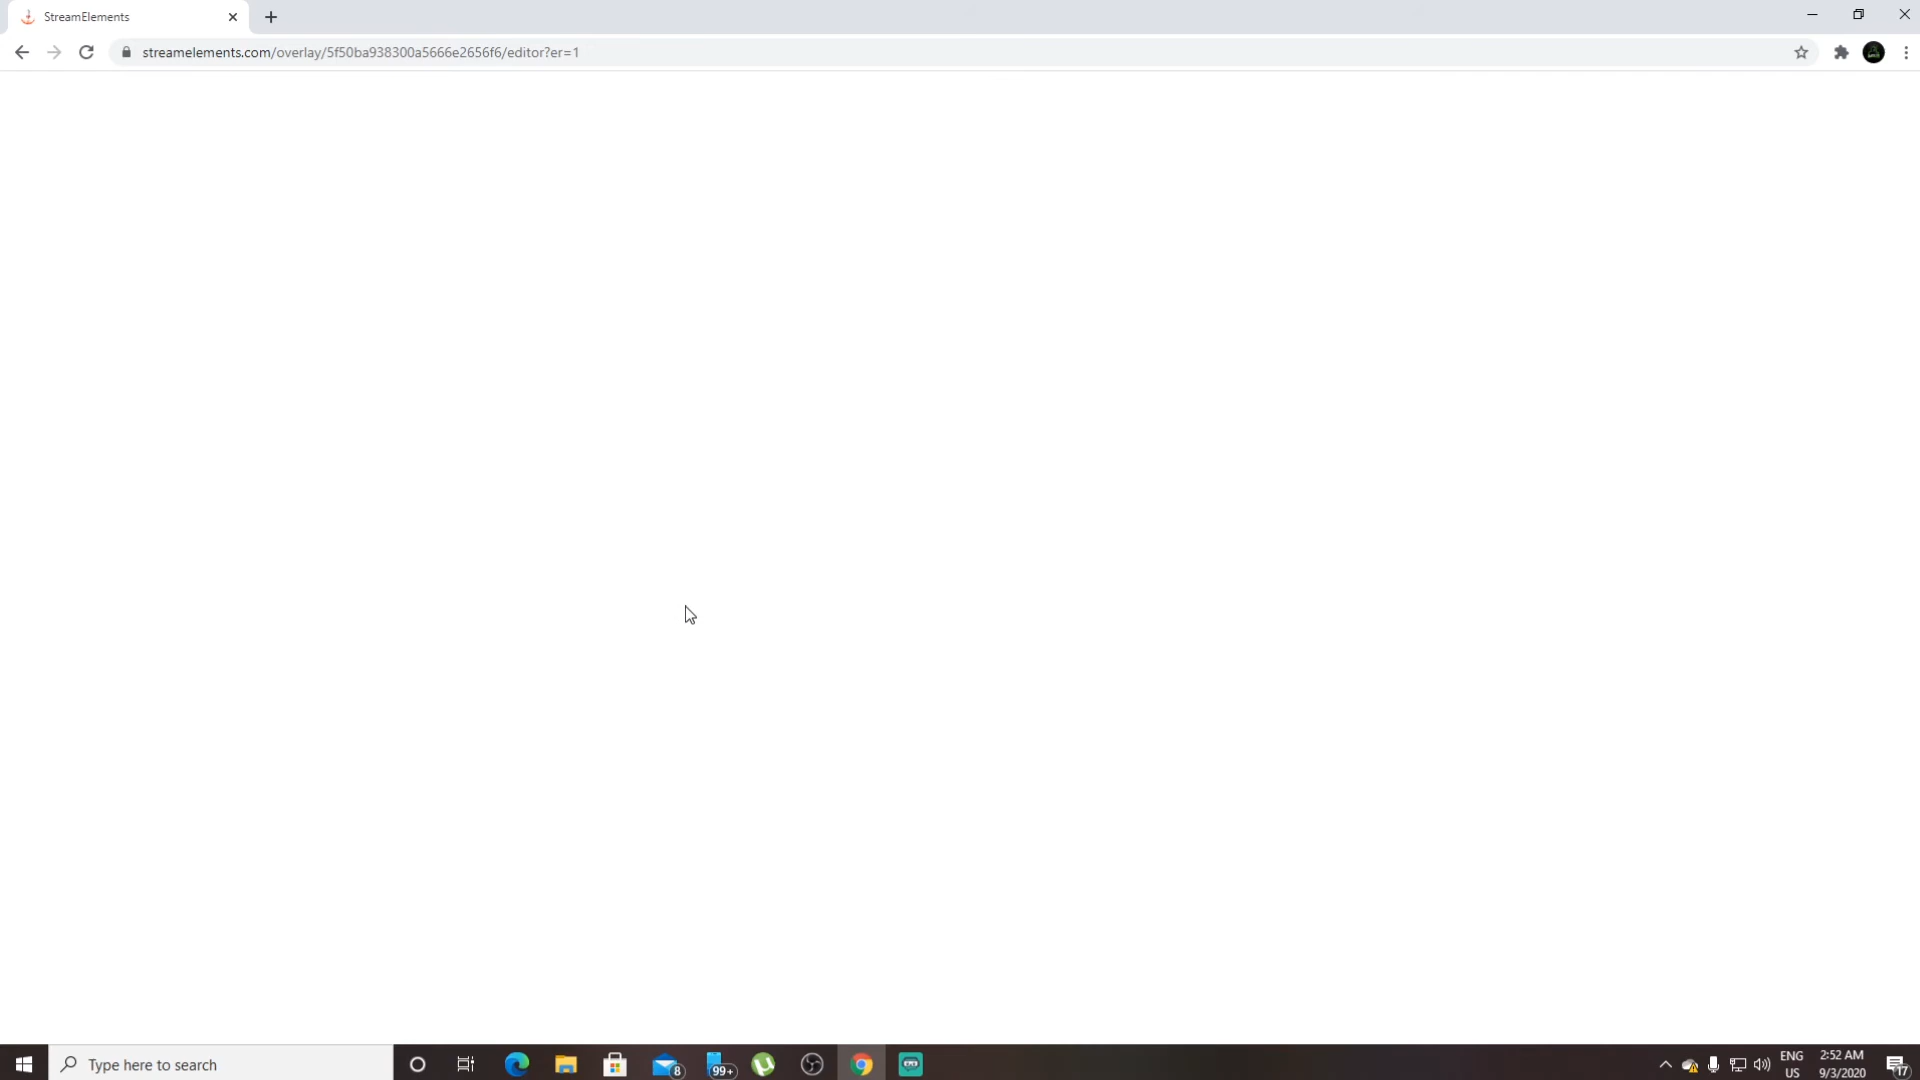 StreamElements
streamelements.com/overlay/5f50ba938300a5666e2656f6/editor?er=1
Type here to search
8
99+
ENG
US
2:52 AM
9/3/2020
17